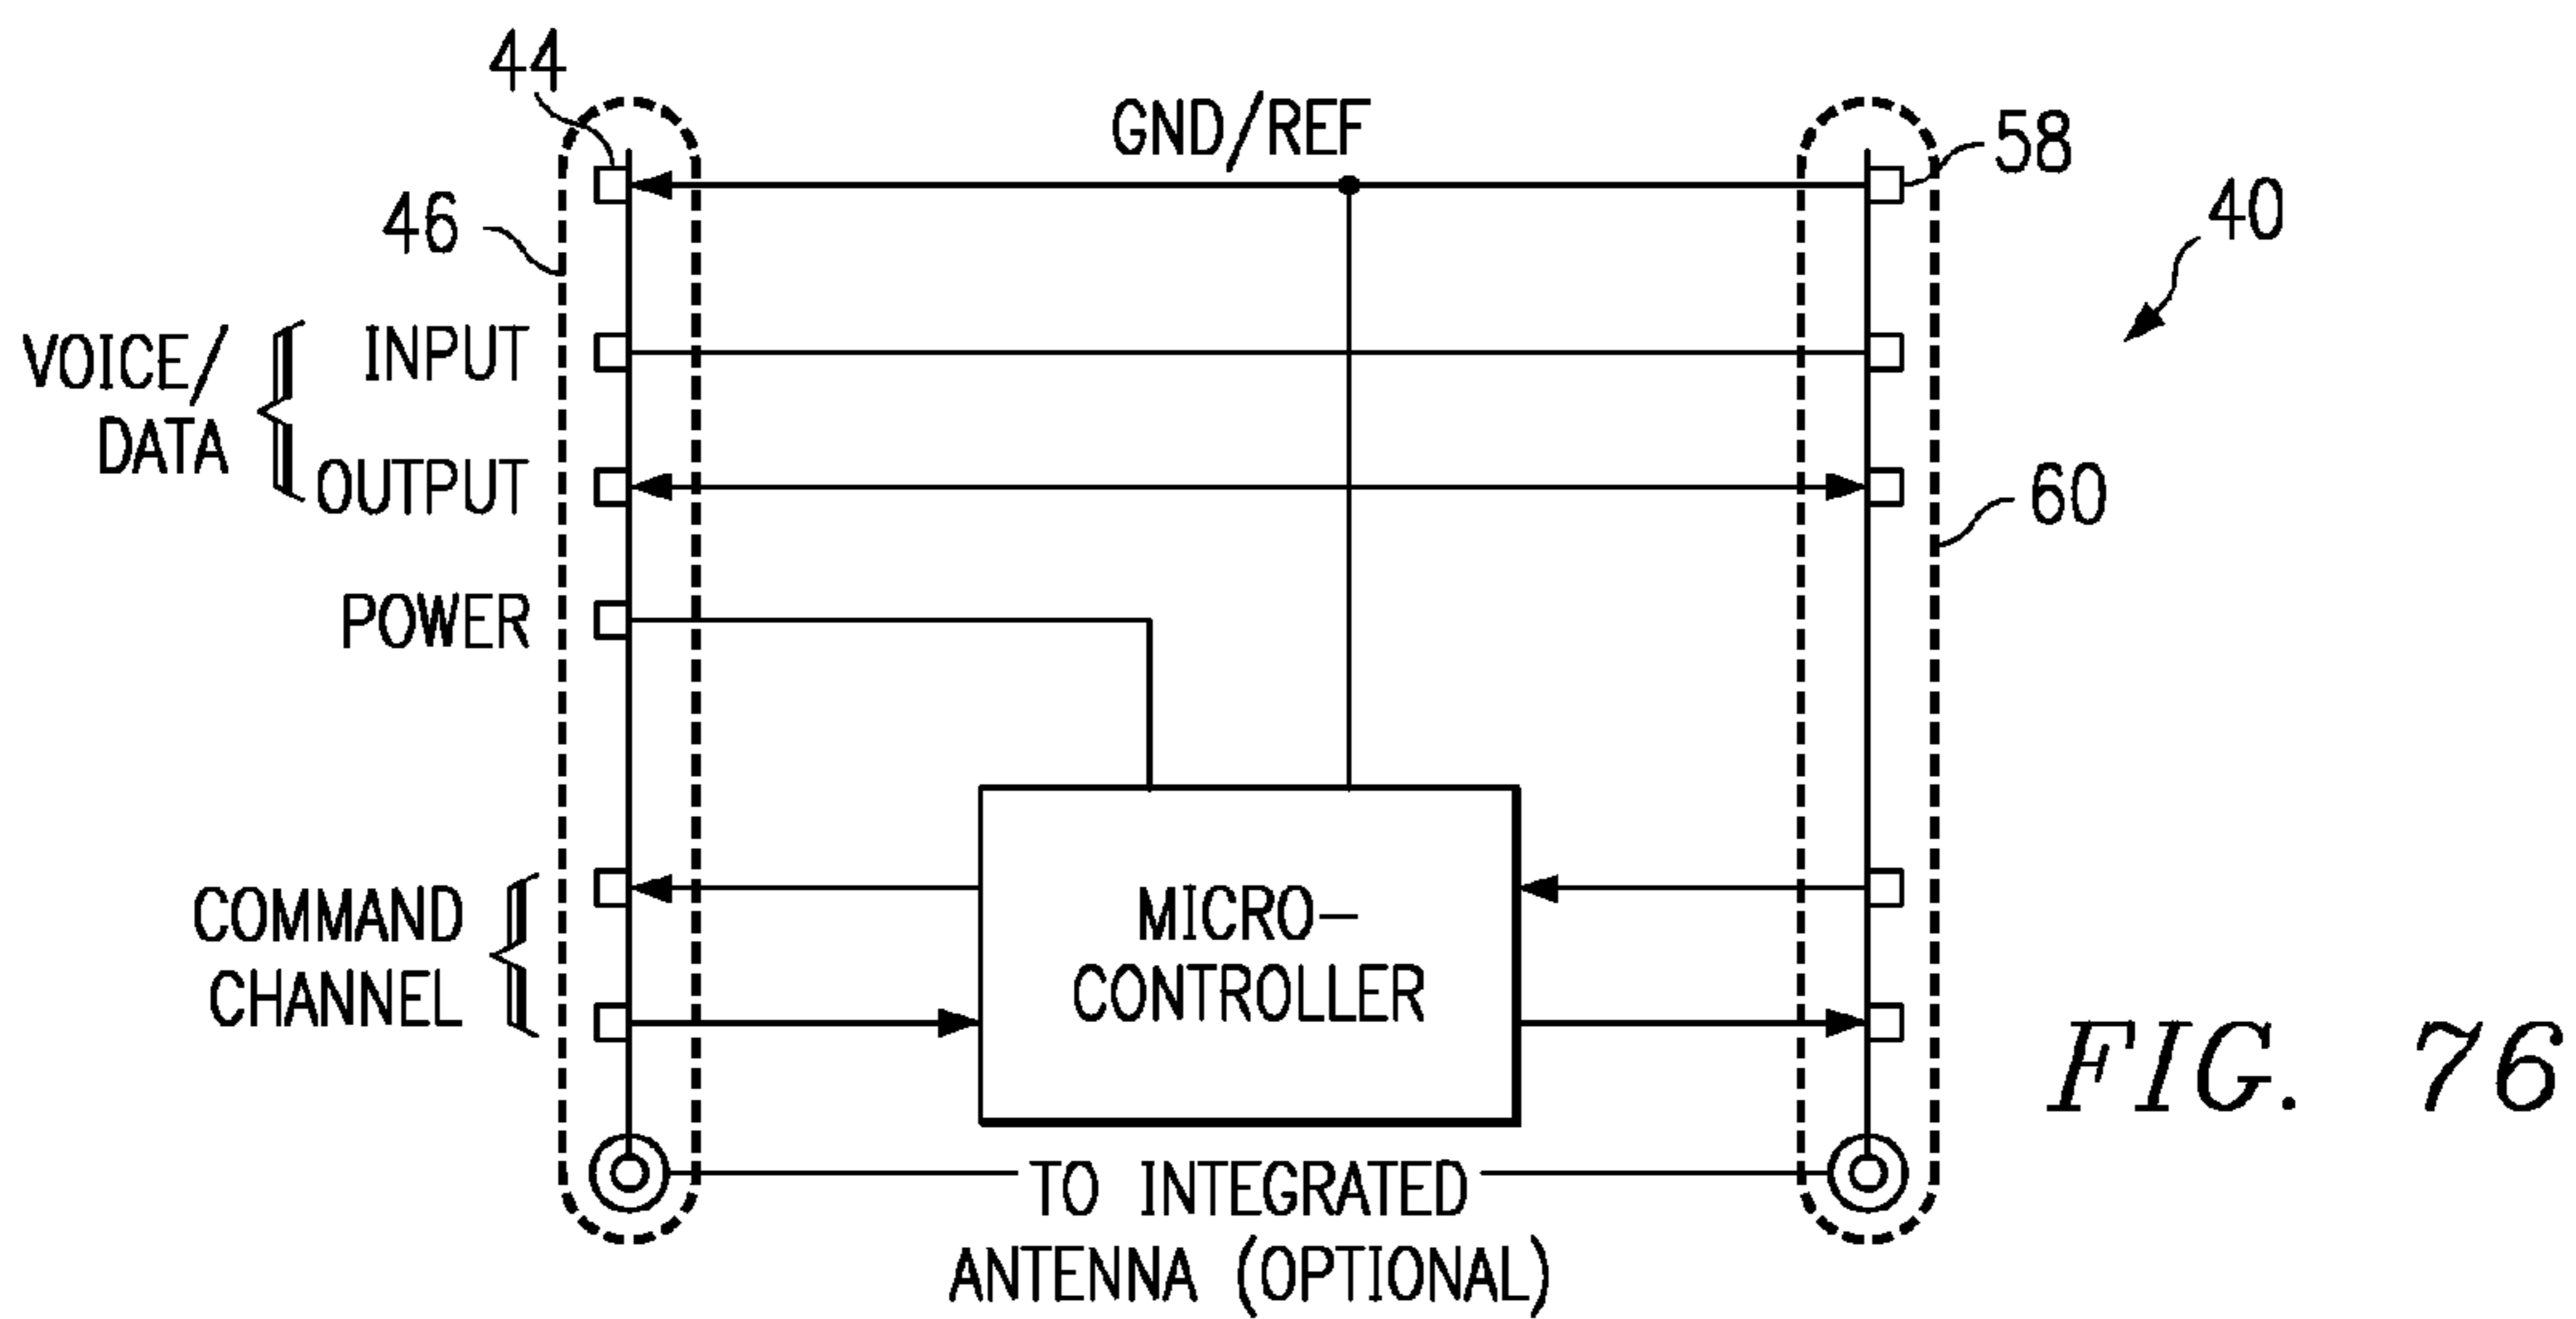 44
GND/REF
58
46
40
VOICE/
DATA
INPUT
OUTPUT
60
POWER
COMMAND
CHANNEL
MICRO-
CONTROLLER
TO INTEGRATED
ANTENNA (OPTIONAL)
FIG. 76